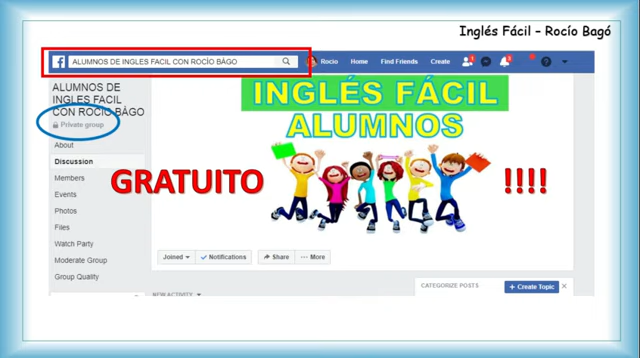 Inglés Fácil – Rocío Bagó
ALUMNOS DE INGLES FACIL CON ROCÍO BÁGO
Rocio Home Find Friends Create
ALUMNOS DE
INGLES FACIL
CON ROCÍO BÁGO
Private group
About
Discussion
Members
Events
Photos
Files
Watch Party
Moderate Group
Group Quality
INGLÉS FÁCIL
ALUMNOS
GRATUITO !!!!
Joined Notifications Share ••• More
NEW ACTIVITY
CATEGORIZE POSTS + Create Topic